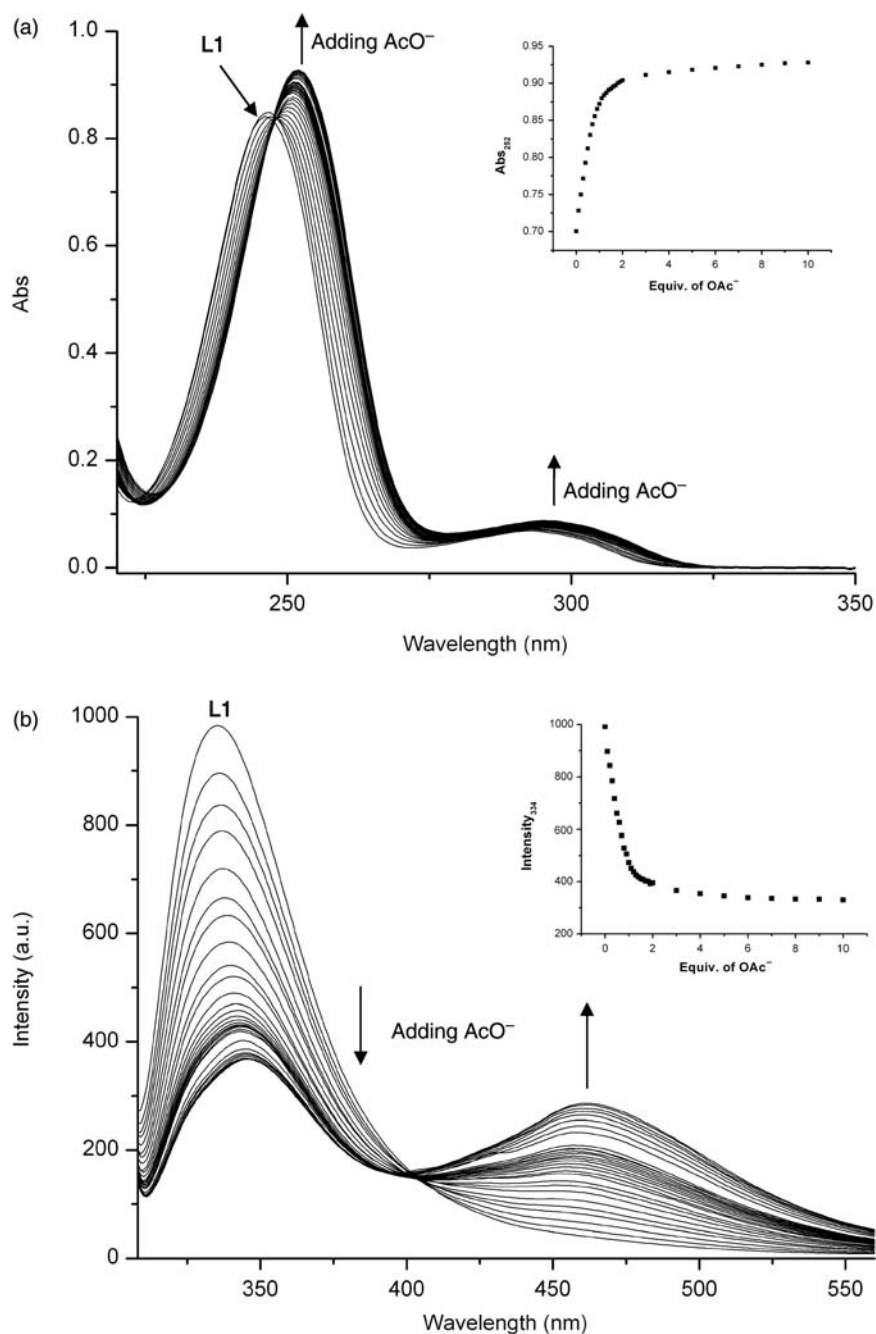 (a)
L1
Adding AcO⁻
Adding AcO⁻
Abs
1.0
0.8
0.6
0.4
0.2
0.0
250
300
350
Wavelength (nm)
Abs₂₅₂
0.95
0.90
0.85
0.80
0.75
0.70
0
2
4
6
8
10
Equiv. of OAc⁻
(b)
L1
Adding AcO⁻
Intensity (a.u.)
1000
800
600
400
200
0
350
400
450
500
550
Wavelength (nm)
Intensity₃₃₄
1000
800
600
400
200
0
2
4
6
8
10
Equiv. of OAc⁻